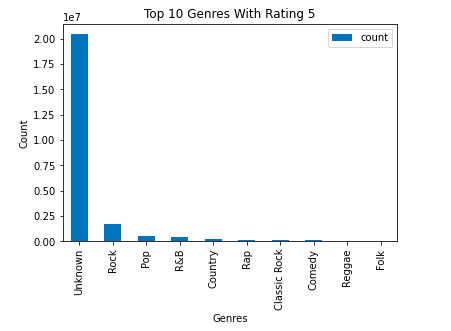 Top 10 Genres With Rating 5
1e7
count
2.00
1.75
1.50
1.25
1.00
0.75
0.50
0.25
0.00
Count
Unknown
Rock
Pop
R&B
Country
Rap
Classic Rock
Comedy
Reggae
Folk
Genres